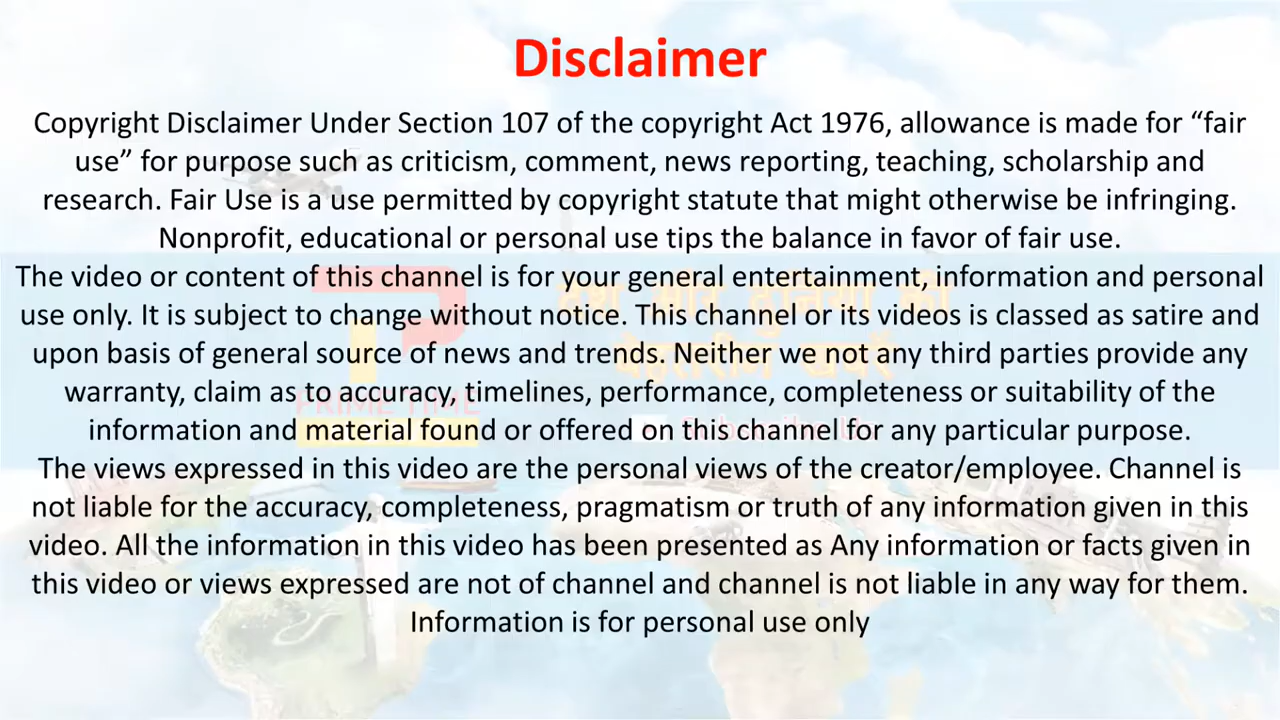 Disclaimer
Copyright Disclaimer Under Section 107 of the copyright Act 1976, allowance is made for “fair
use” for purpose such as criticism, comment, news reporting, teaching, scholarship and
research. Fair Use is a use permitted by copyright statute that might otherwise be infringing.
Nonprofit, educational or personal use tips the balance in favor of fair use.
The video or content of this channel is for your general entertainment, information and personal
use only. It is subject to change without notice. This channel or its videos is classed as satire and
upon basis of general source of news and trends. Neither we not any third parties provide any
warranty, claim as to accuracy, timelines, performance, completeness or suitability of the
information and material found or offered on this channel for any particular purpose.
The views expressed in this video are the personal views of the creator/employee. Channel is
not liable for the accuracy, completeness, pragmatism or truth of any information given in this
video. All the information in this video has been presented as Any information or facts given in
this video or views expressed are not of channel and channel is not liable in any way for them.
Information is for personal use only
देश और दुनिया की
बेहतरीन खबरें
PRIME TIME
Subscribe Us